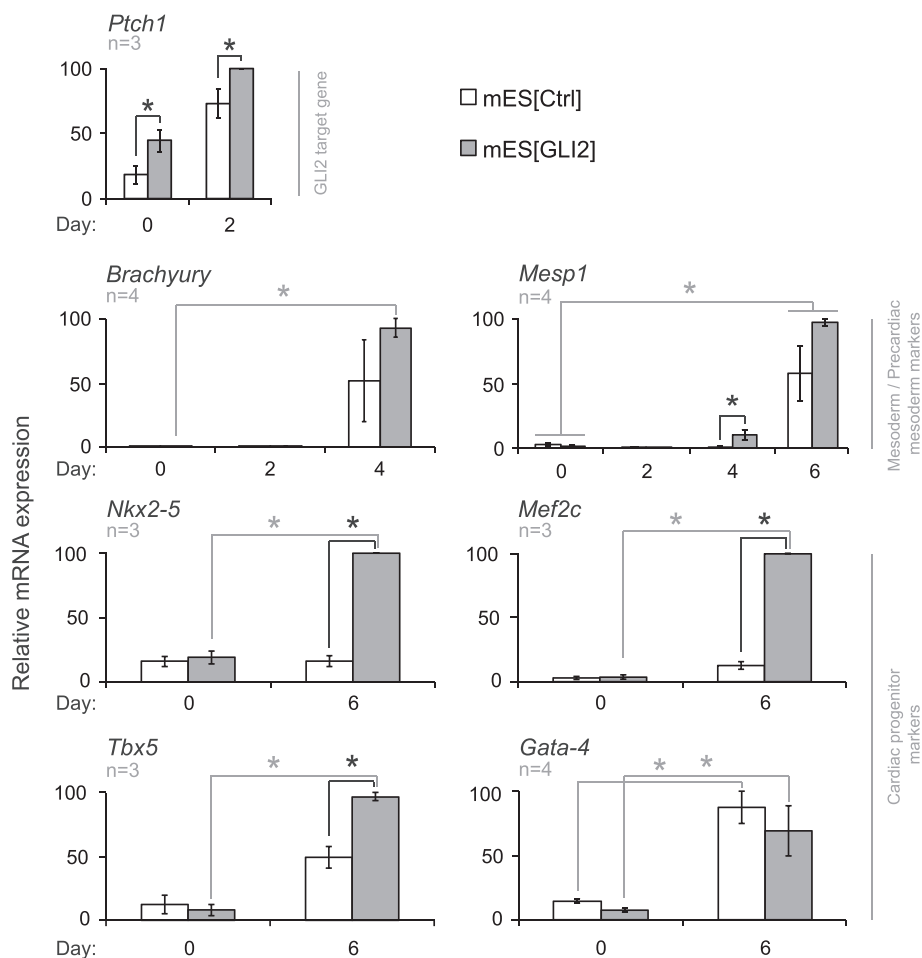 Ptch1
n=3
*
*
100
50
0
Day: 0 2
GLI2 target gene
mES[Ctrl]
mES[GLI2]
Relative mRNA expression
Brachyury
n=4
*
100
50
0
Day: 0 2 4
Mesp1
n=4
*
*
100
50
0
Day: 0 2 4 6
Mesoderm / Precardiac
mesoderm markers
Nkx2-5
n=3
*
*
100
50
0
Day: 0 6
Mef2c
n=3
*
*
100
50
0
Day: 0 6
Tbx5
n=3
*
*
100
50
0
Day: 0 6
Gata-4
n=4
*
*
100
50
0
Day: 0 6
Cardiac progenitor
markers